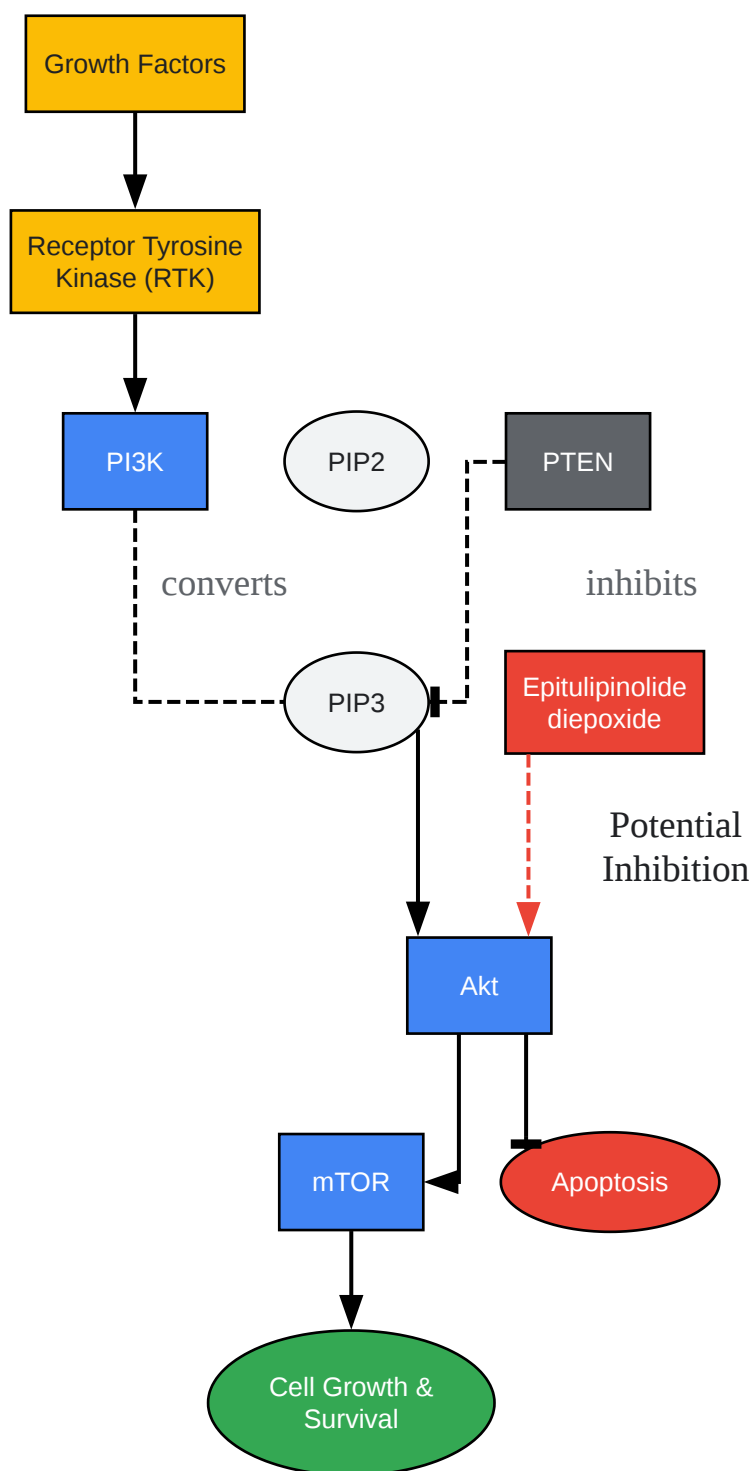 Growth Factors
Receptor Tyrosine
Kinase (RTK)
PI3K
PIP2
PTEN
converts
inhibits
PIP3
Epitulipinolide
diepoxide
Potential
Inhibition
Akt
mTOR
Apoptosis
Cell Growth &
Survival